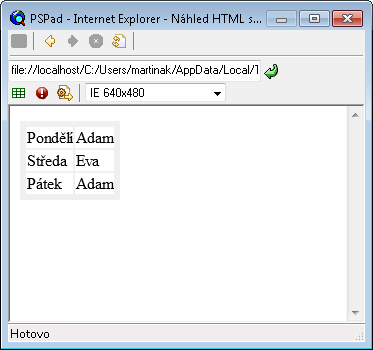 PSPad - Internet Explorer - Náhled HTML s...
file://localhost/C:/Users/martinak/AppData/Local/T
IE 640x480
Pondělí Adam
Středa Eva
Pátek Adam
Hotovo